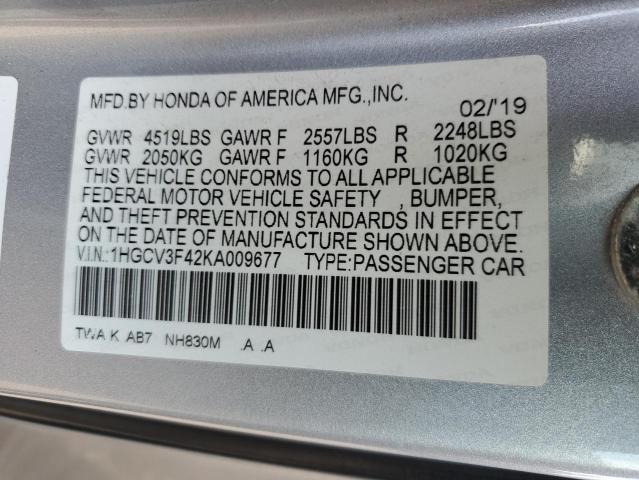 MFD.BY HONDA OF AMERICA MFG.,INC. 02/'19
GVWR 4519LBS GAWR F 2557LBS R 2248LBS
GVWR 2050KG GAWR F 1160KG R 1020KG
THIS VEHICLE CONFORMS TO ALL APPLICABLE
FEDERAL MOTOR VEHICLE SAFETY , BUMPER,
AND THEFT PREVENTION STANDARDS IN EFFECT
ON THE DATE OF MANUFACTURE SHOWN ABOVE.
V.I.N.:1HGCV3F42KA009677 TYPE:PASSENGER CAR
TWA K AB7 NH830M .A .A